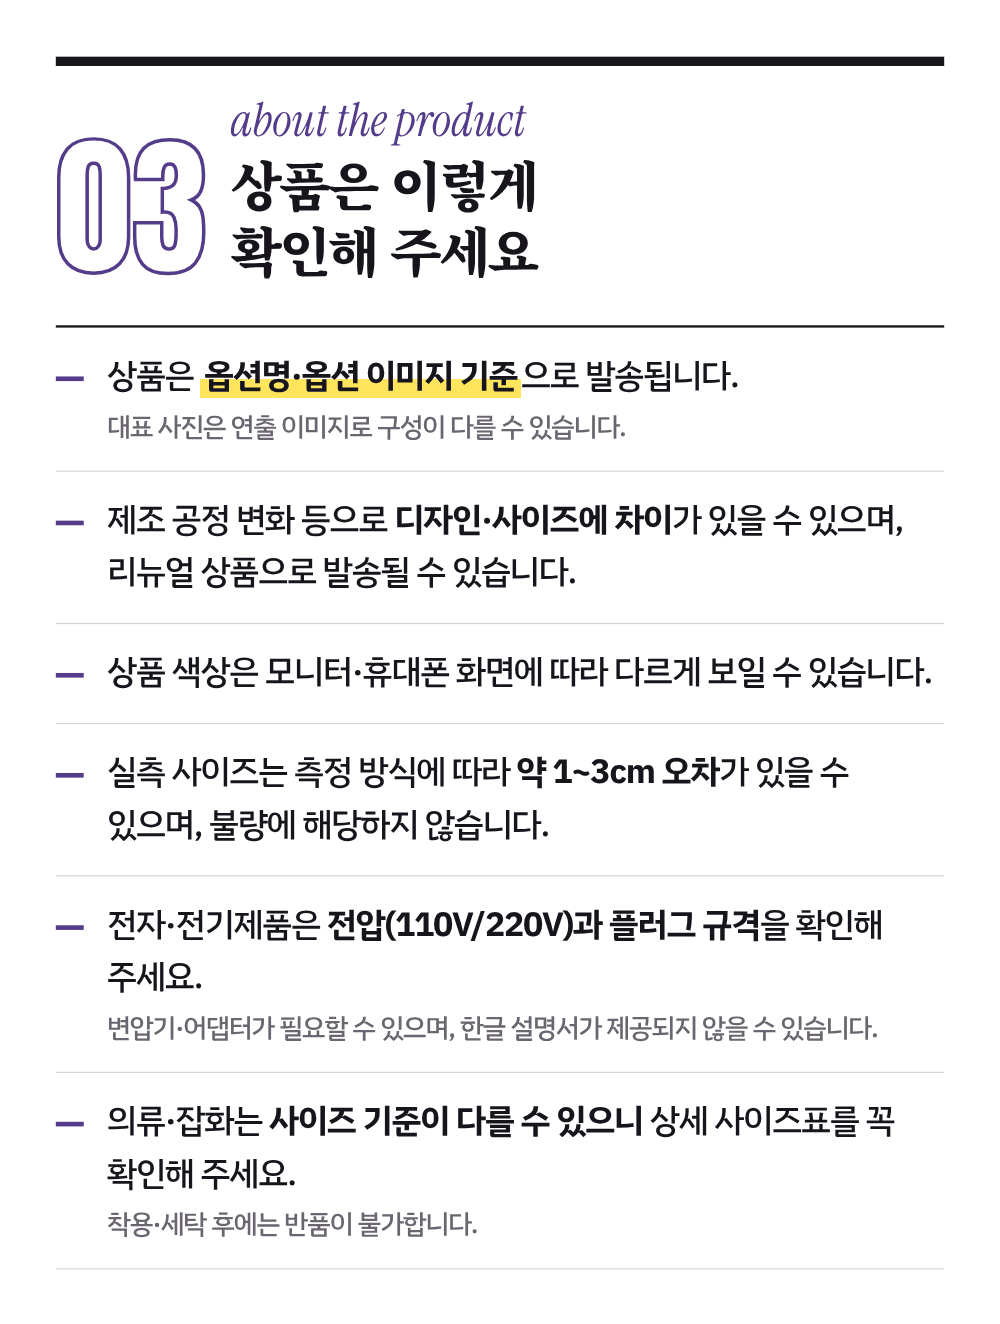 about the product
03
상품은 이렇게
확인해 주세요
상품은 옵션명·옵션 이미지 기준으로 발송됩니다.
대표 사진은 연출 이미지로 구성이 다를 수 있습니다.
제조 공정 변화 등으로 디자인·사이즈에 차이가 있을 수 있으며,
리뉴얼 상품으로 발송될 수 있습니다.
상품 색상은 모니터·휴대폰 화면에 따라 다르게 보일 수 있습니다.
실측 사이즈는 측정 방식에 따라 약 1~3cm 오차가 있을 수
있으며, 불량에 해당하지 않습니다.
전자·전기제품은 전압(110V/220V)과 플러그 규격을 확인해
주세요.
변압기·어댑터가 필요할 수 있으며, 한글 설명서가 제공되지 않을 수 있습니다.
의류·잡화는 사이즈 기준이 다를 수 있으니 상세 사이즈표를 꼭
확인해 주세요.
착용·세탁 후에는 반품이 불가합니다.